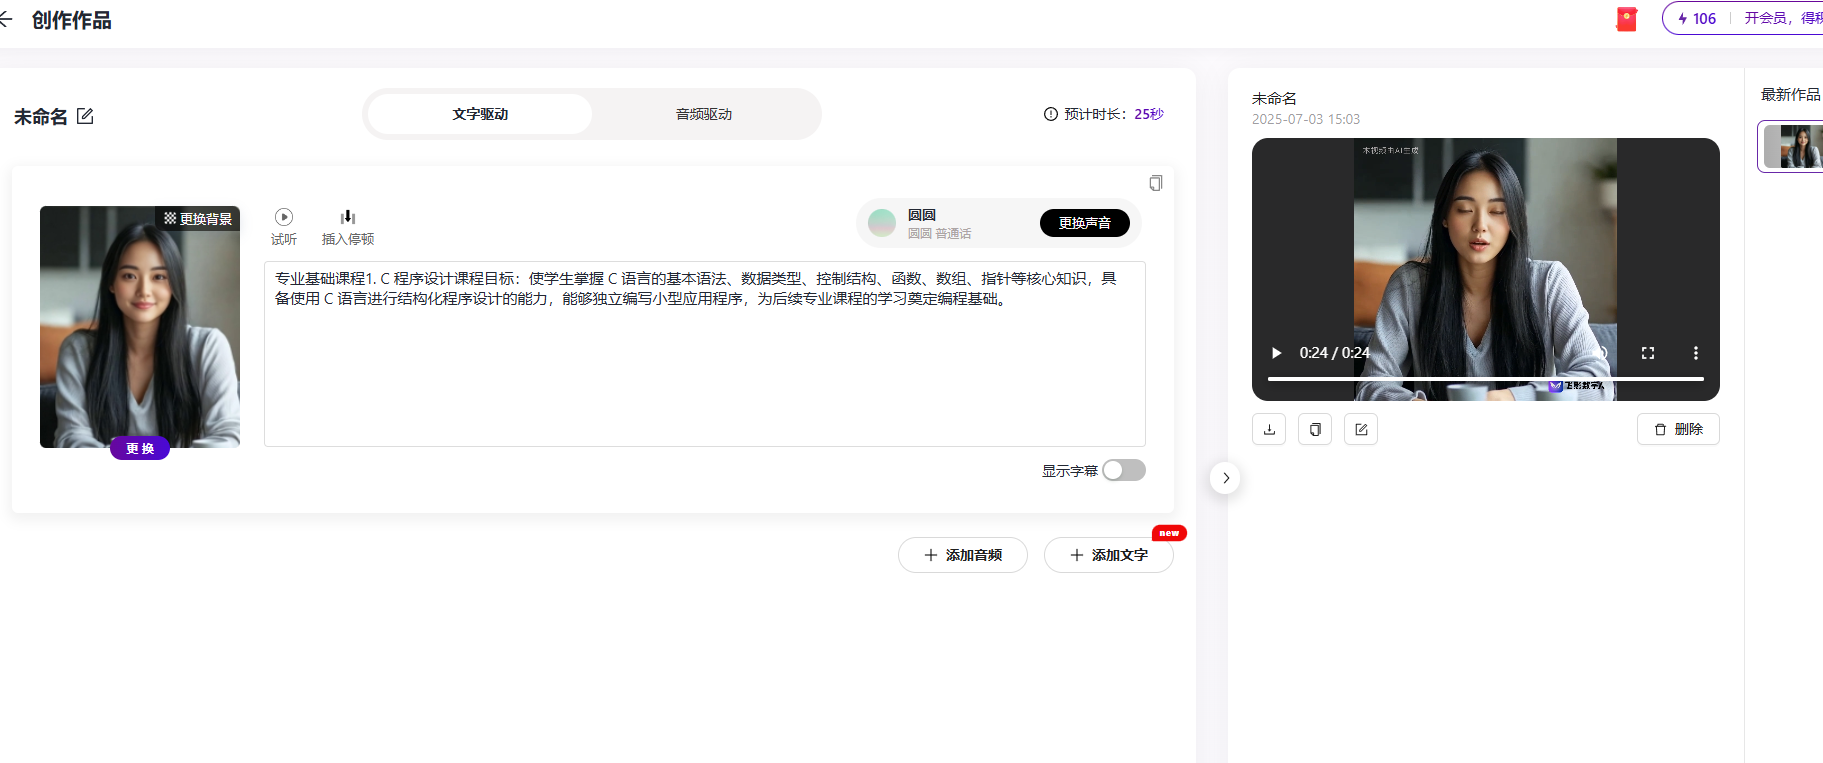 创作作品
106
开会员，得积
未命名
文字驱动
音频驱动
预计时长：25秒
更换背景
更 换
试听
插入停顿
圆圆
圆圆 普通话
更换声音
专业基础课程1. C 程序设计课程目标：使学生掌握 C 语言的基本语法、数据类型、控制结构、函数、数组、指针等核心知识，具
备使用 C 语言进行结构化程序设计的能力，能够独立编写小型应用程序，为后续专业课程的学习奠定编程基础。
显示字幕
添加音频
添加文字
new
未命名
2025-07-03 15:03
本视频由AI生成
0:24 / 0:24
飞影数字人
删除
最新作品